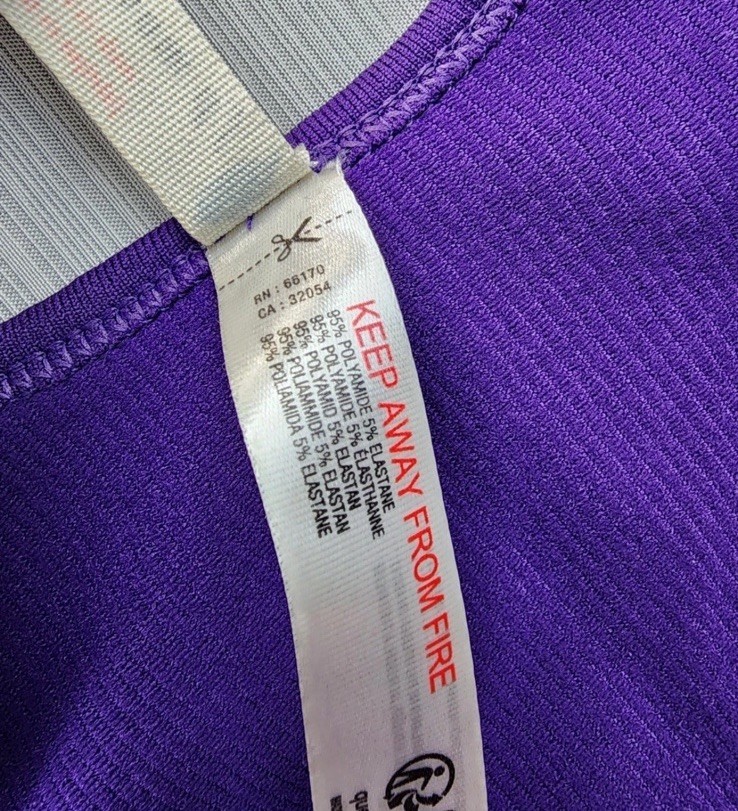 RN : 66170
CA : 32054
KEEP AWAY FROM FIRE
95% POLYAMIDE 5% ELASTANE
95% POLYAMIDE 5% ÉLASTHANNE
95% POLYAMID 5% ELASTAN
95% POLIAMMIDE 5% ELASTAN
95% POLIAMIDA 5% ELASTANE